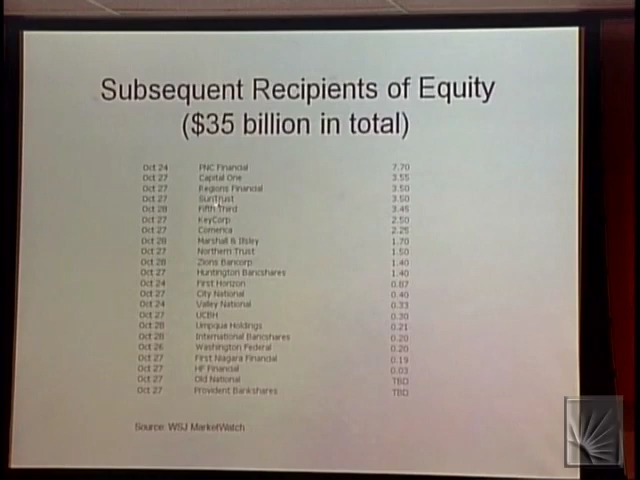 Subsequent Recipients of Equity
($35 billion in total)
Oct 24 PNC Financial 7.70
Oct 27 Capital One 3.55
Oct 27 Regions Financial 3.50
Oct 27 SunTrust 3.50
Oct 28 Fifth Third 3.45
Oct 27 KeyCorp 2.50
Oct 27 Comerica 2.25
Oct 28 Marshall & Ilsley 1.70
Oct 27 Northern Trust 1.50
Oct 28 Zions Bancorp 1.40
Oct 27 Huntington Bancshares 1.40
Oct 24 First Horizon 0.87
Oct 27 City National 0.40
Oct 24 Valley National 0.33
Oct 27 UCBH 0.30
Oct 28 Umpqua Holdings 0.21
Oct 28 International Bancshares 0.20
Oct 26 Washington Federal 0.20
Oct 27 First Niagara Financial 0.19
Oct 27 HF Financial 0.03
Oct 27 Old National TBD
Oct 27 Provident Bankshares TBD
Source: WSJ MarketWatch